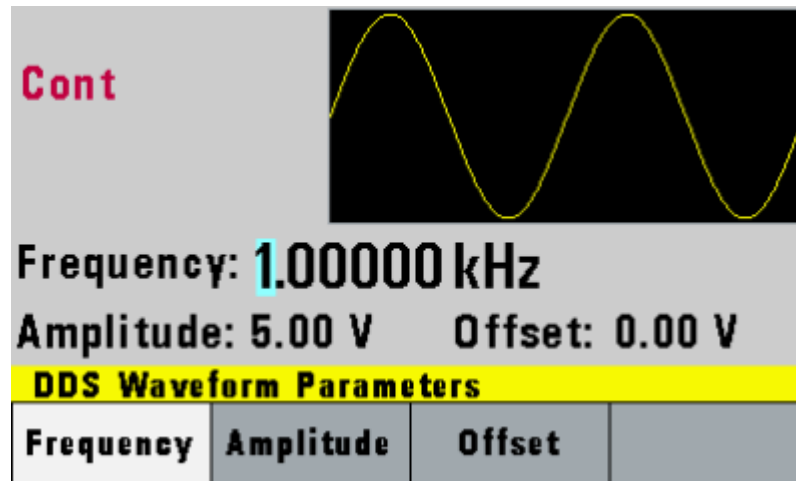 Cont
Frequency: 1.00000 kHz
Amplitude: 5.00 V Offset: 0.00 V
DDS Waveform Parameters
Frequency Amplitude Offset